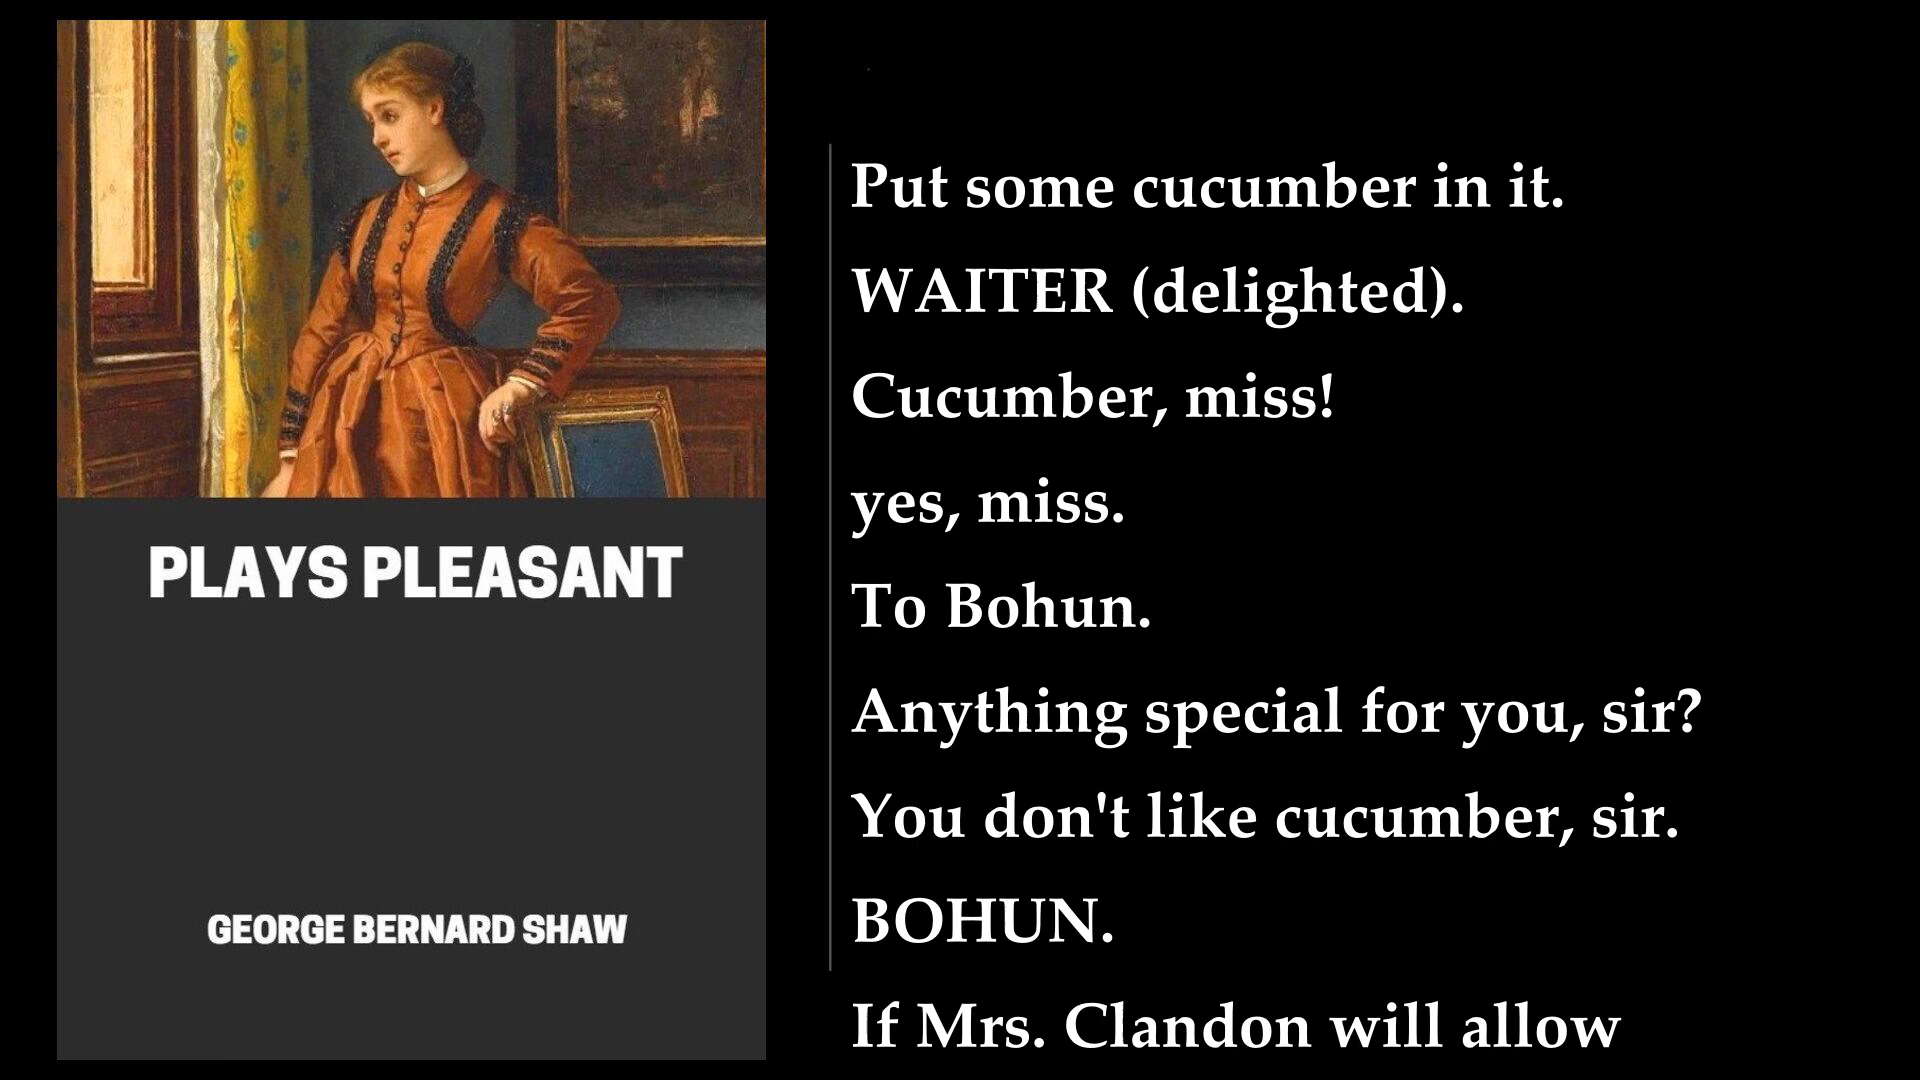 PLAYS PLEASANT
GEORGE BERNARD SHAW
Put some cucumber in it.
WAITER (delighted).
Cucumber, miss!
yes, miss.
To Bohun.
Anything special for you, sir?
You don't like cucumber, sir.
BOHUN.
If Mrs. Clandon will allow